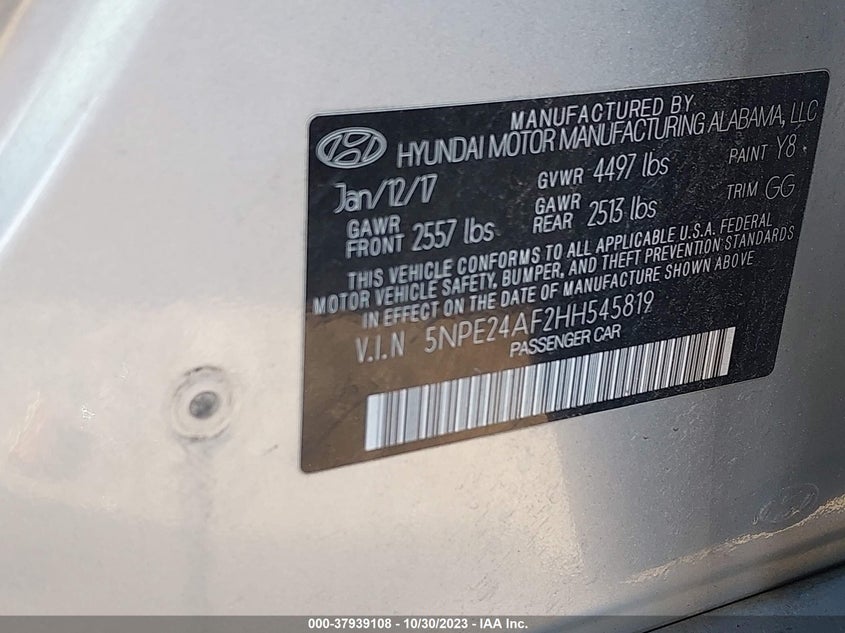 MANUFACTURED BY
HYUNDAI MOTOR MANUFACTURING ALABAMA, LLC
Jan/12/17 GVWR 4497 lbs PAINT Y8
GAWR FRONT 2557 lbs GAWR REAR 2513 lbs TRIM GG
THIS VEHICLE CONFORMS TO ALL APPLICABLE U.S.A. FEDERAL
MOTOR VEHICLE SAFETY, BUMPER, AND THEFT PREVENTION STANDARDS
IN EFFECT ON THE DATE OF MANUFACTURE SHOWN ABOVE
V.I.N 5NPE24AF2HH545819
PASSENGER CAR
000-37939108 - 10/30/2023 - IAA Inc.